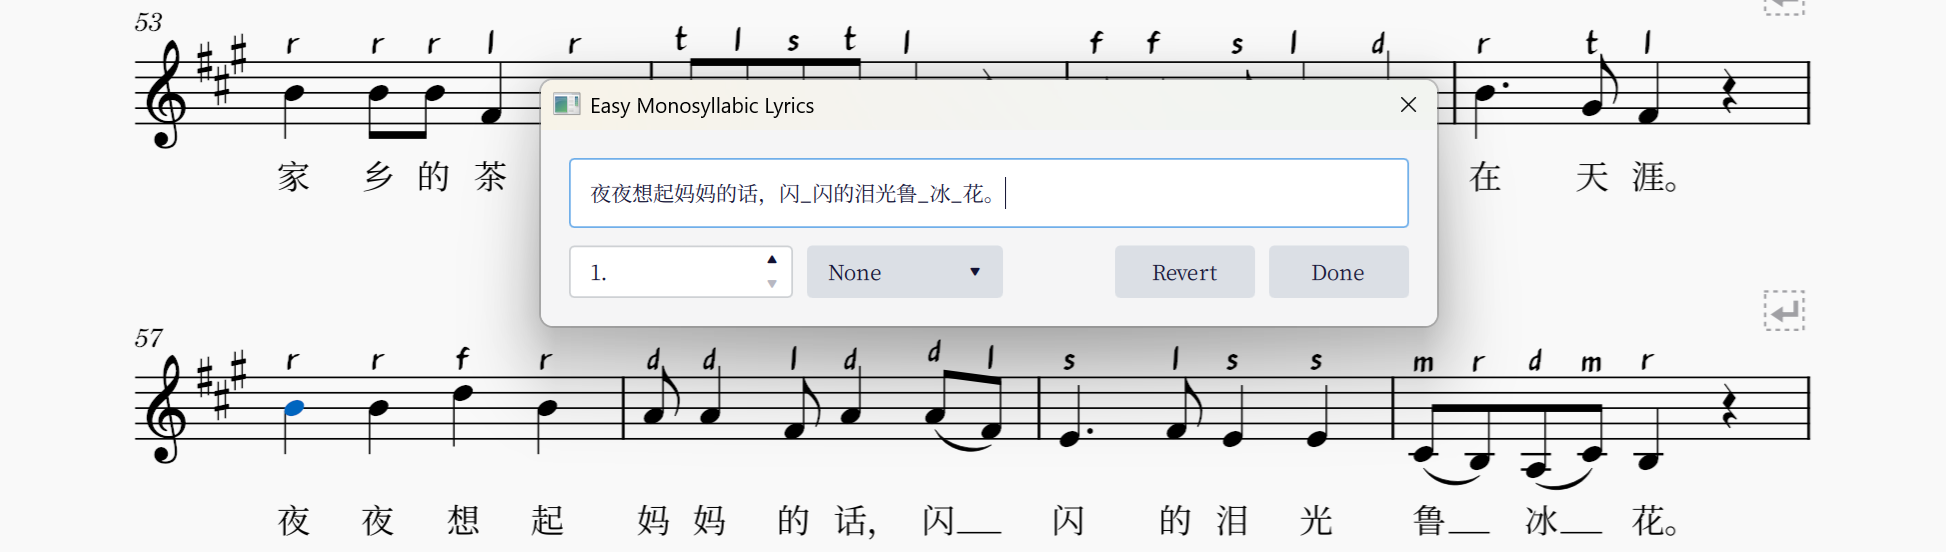 53
r r r l r t l s t l f f s l d r t l
Easy Monosyllabic Lyrics
家 乡 的 茶 在 天 涯。
夜夜想起妈妈的话，闪_闪的泪光鲁_冰_花。
1. None Revert Done
57
r r f r d d l d d l s l s s m r d m r
夜 夜 想 起 妈 妈 的 话, 闪__ 闪 的 泪 光 鲁__ 冰__ 花。